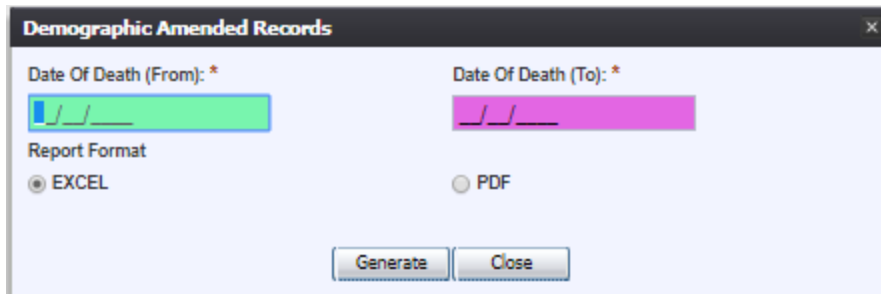 Demographic Amended Records
Date Of Death (From): * Date Of Death (To): *
__/__/____ __/__/____
Report Format
EXCEL PDF
Generate Close